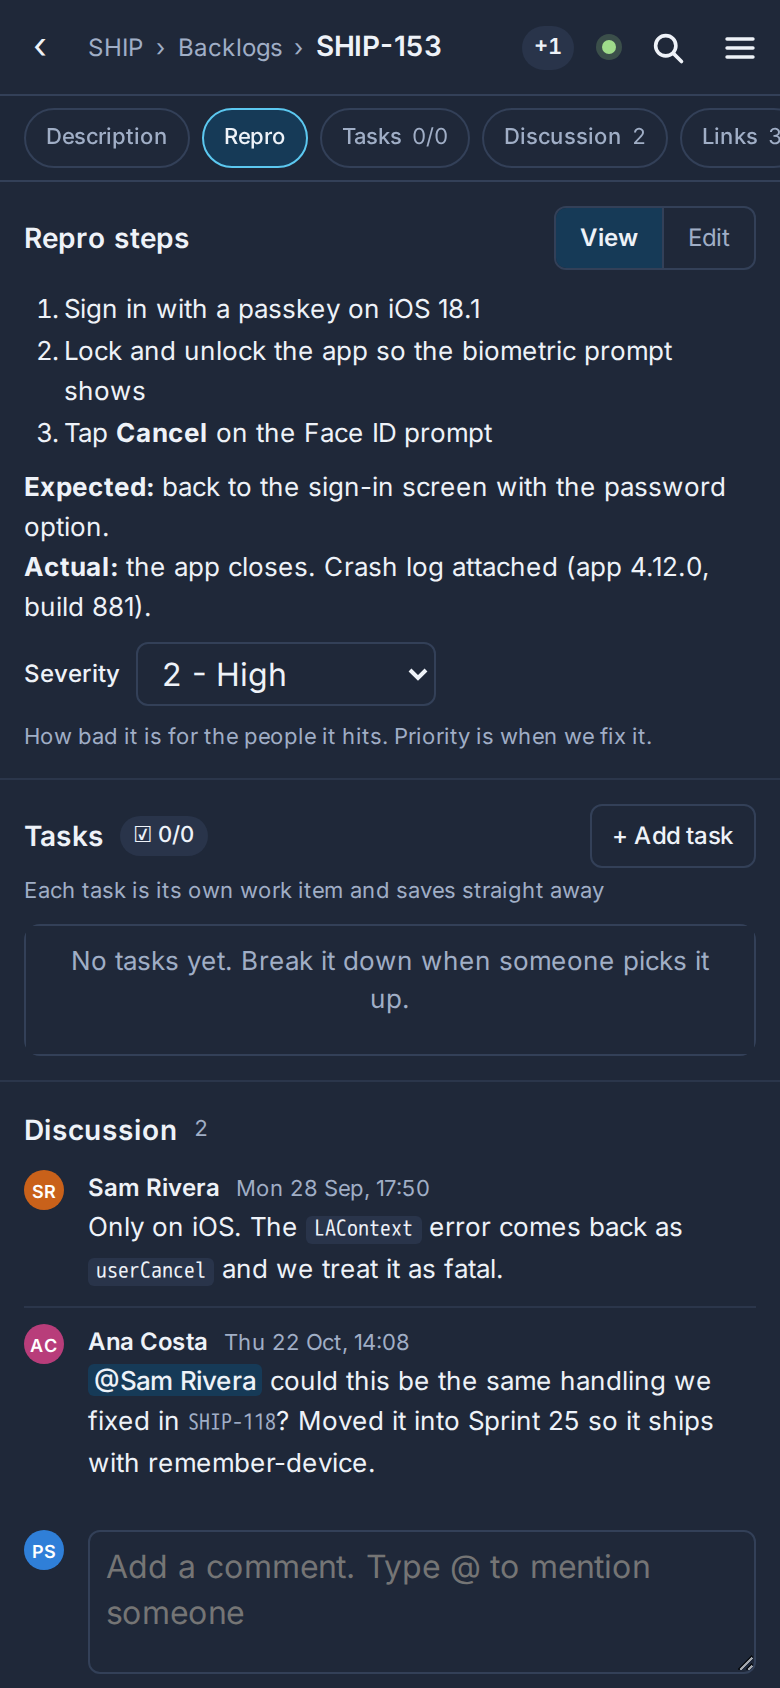 ‹ SHIP › Backlogs › SHIP-153 +1
Description Repro Tasks 0/0 Discussion 2 Links 3
Repro steps View Edit
1. Sign in with a passkey on iOS 18.1
2. Lock and unlock the app so the biometric prompt
shows
3. Tap Cancel on the Face ID prompt
Expected: back to the sign-in screen with the password
option.
Actual: the app closes. Crash log attached (app 4.12.0,
build 881).
Severity 2 - High
How bad it is for the people it hits. Priority is when we fix it.
Tasks ☑ 0/0 + Add task
Each task is its own work item and saves straight away
No tasks yet. Break it down when someone picks it
up.
Discussion 2
SR Sam Rivera Mon 28 Sep, 17:50
Only on iOS. The LAContext error comes back as
userCancel and we treat it as fatal.
AC Ana Costa Thu 22 Oct, 14:08
@Sam Rivera could this be the same handling we
fixed in SHIP-118? Moved it into Sprint 25 so it ships
with remember-device.
PS Add a comment. Type @ to mention
someone